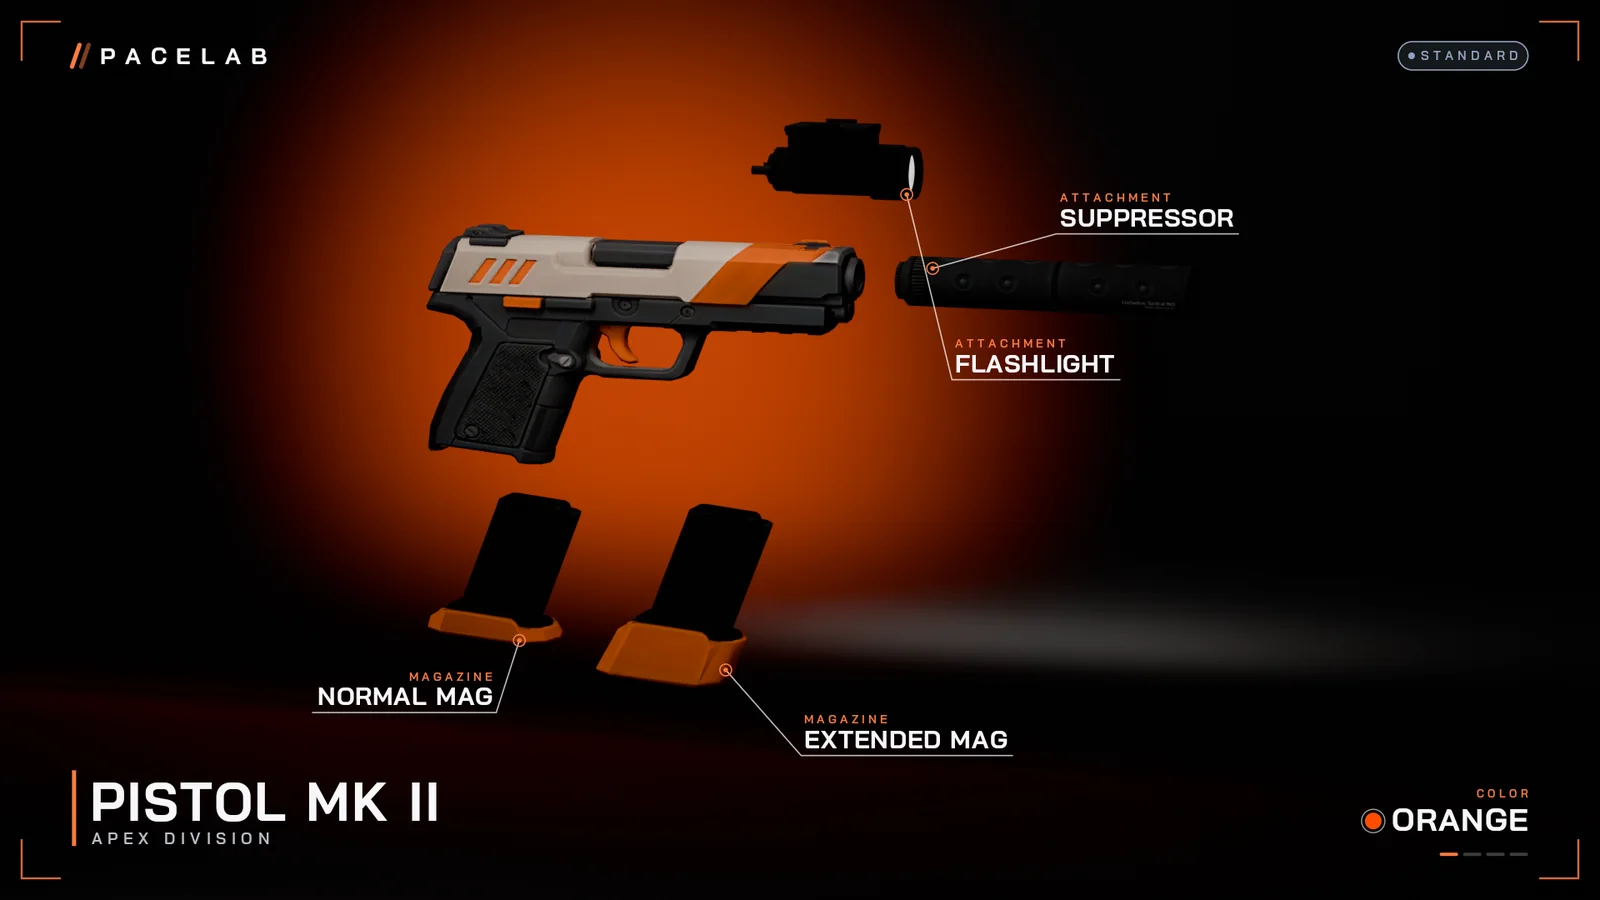 PACELAB
STANDARD
ATTACHMENT
SUPPRESSOR
ATTACHMENT
FLASHLIGHT
MAGAZINE
NORMAL MAG
MAGAZINE
EXTENDED MAG
PISTOL MK II
APEX DIVISION
COLOR
ORANGE